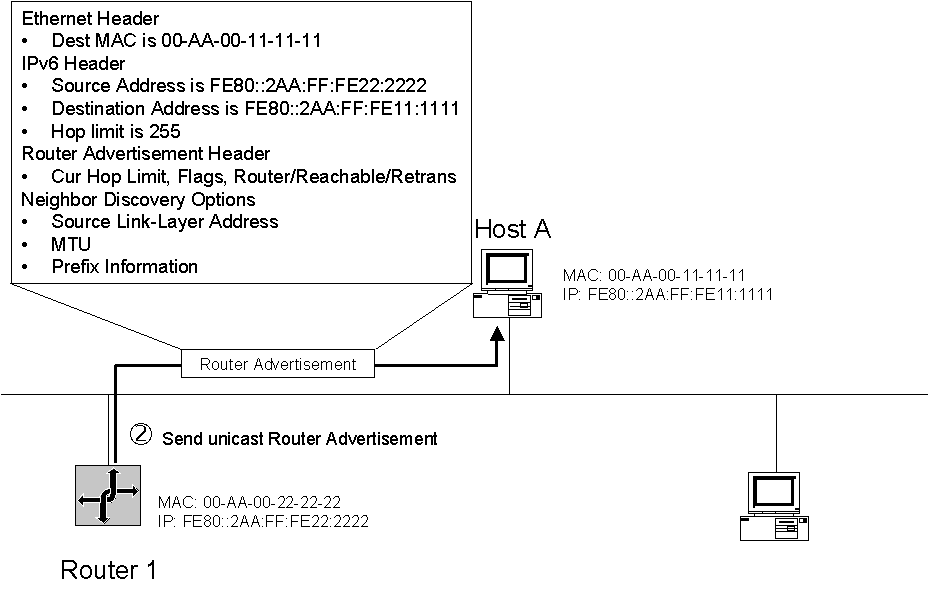 Ethernet Header
• Dest MAC is 00-AA-00-11-11-11
IPv6 Header
• Source Address is FE80::2AA:FF:FE22:2222
• Destination Address is FE80::2AA:FF:FE11:1111
• Hop limit is 255
Router Advertisement Header
• Cur Hop Limit, Flags, Router/Reachable/Retrans
Neighbor Discovery Options
• Source Link-Layer Address
• MTU
• Prefix Information
Host A
MAC: 00-AA-00-11-11-11
IP: FE80::2AA:FF:FE11:1111
Router Advertisement
② Send unicast Router Advertisement
MAC: 00-AA-00-22-22-22
IP: FE80::2AA:FF:FE22:2222
Router 1